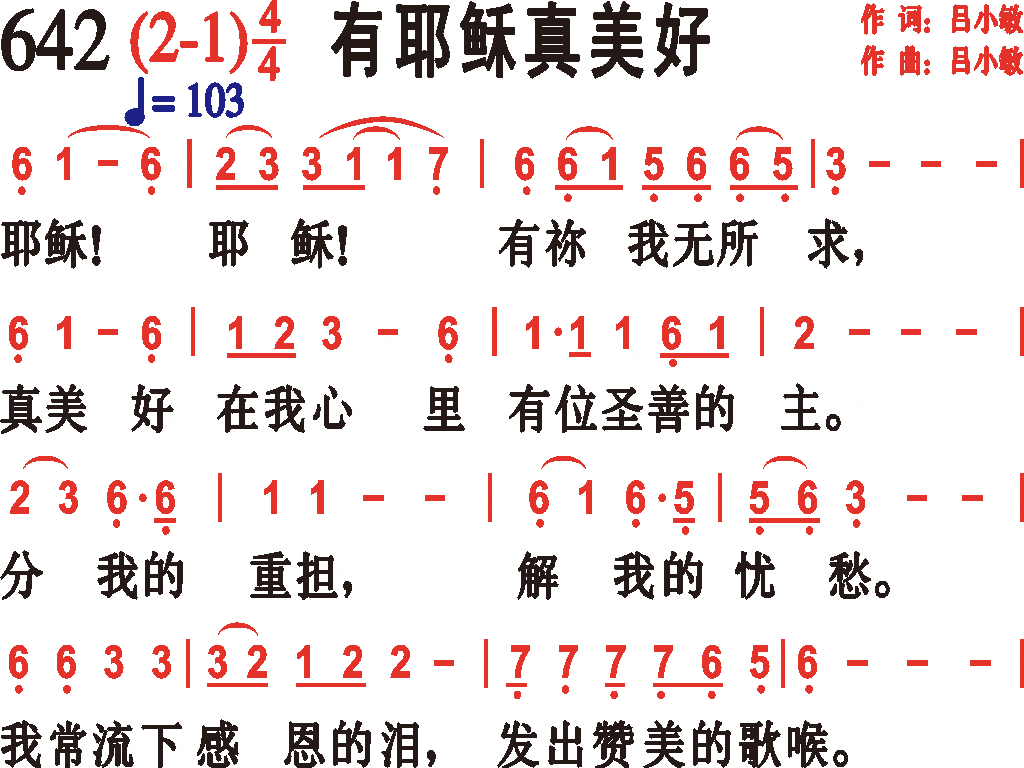 642 (2-1) 4/4 有耶稣真美好 作 词：吕小敏
作 曲：吕小敏
♩= 103
6̣ 1 - 6̣ | 2 3 3 1 1 7̣ | 6̣ 6̣ 1 5̣ 6̣ 6̣ 5̣ | 3̣ - - - |
耶稣! 耶 稣! 有祢 我无所 求,
6̣ 1 - 6̣ | 1 2 3 - 6̣ | 1·1 1 6̣ 1 | 2 - - - |
真美 好 在我心 里 有位圣善的 主。
2 3 6̣·6̣ | 1 1 - - | 6̣ 1 6̣·5̣ | 5̣ 6̣ 3̣ - - |
分 我的 重担, 解 我的 忧 愁。
6̣ 6̣ 3 3 | 3 2 1 2 2 - | 7̣ 7̣ 7̣ 7̣ 6̣ 5̣ | 6̣ - - - |
我常流下感 恩的泪, 发出赞美的歌喉。